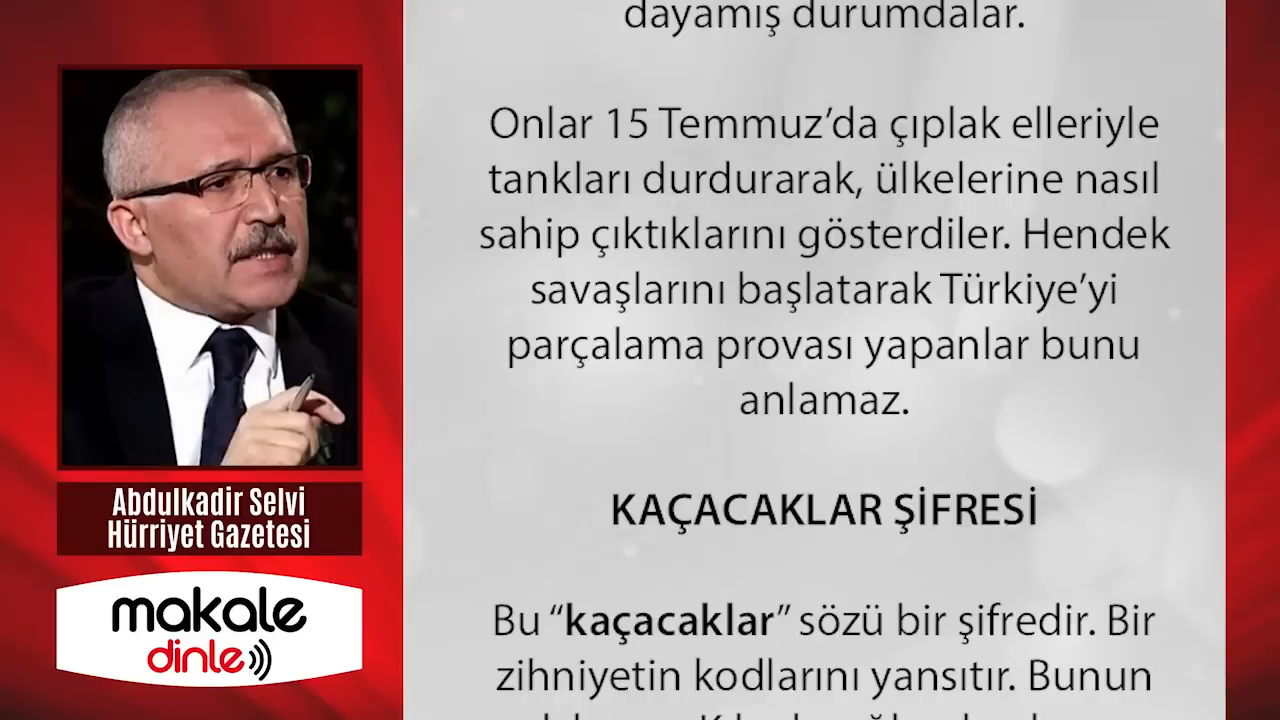 dayamış durumdalar.
Onlar 15 Temmuz’da çıplak elleriyle
tankları durdurarak, ülkelerine nasıl
sahip çıktıklarını gösterdiler. Hendek
savaşlarını başlatarak Türkiye’yi
parçalama provası yapanlar bunu
anlamaz.
KAÇACAKLAR ŞİFRESİ
Bu “kaçacaklar” sözü bir şifredir. Bir
zihniyetin kodlarını yansıtır. Bunun
Abdulkadir Selvi
Hürriyet Gazetesi
makale
dinle